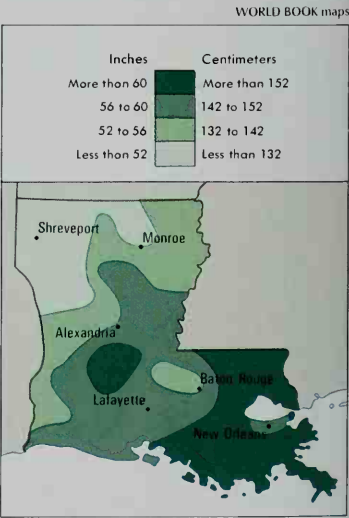 WORLD BOOK maps
Inches Centimeters
More than 60 More than 152
56 to 60 142 to 152
52 to 56 132 to 142
Less than 52 Less than 132
Shreveport
Monroe
Alexandria
Baton Rouge
Lafayette
New Orleans